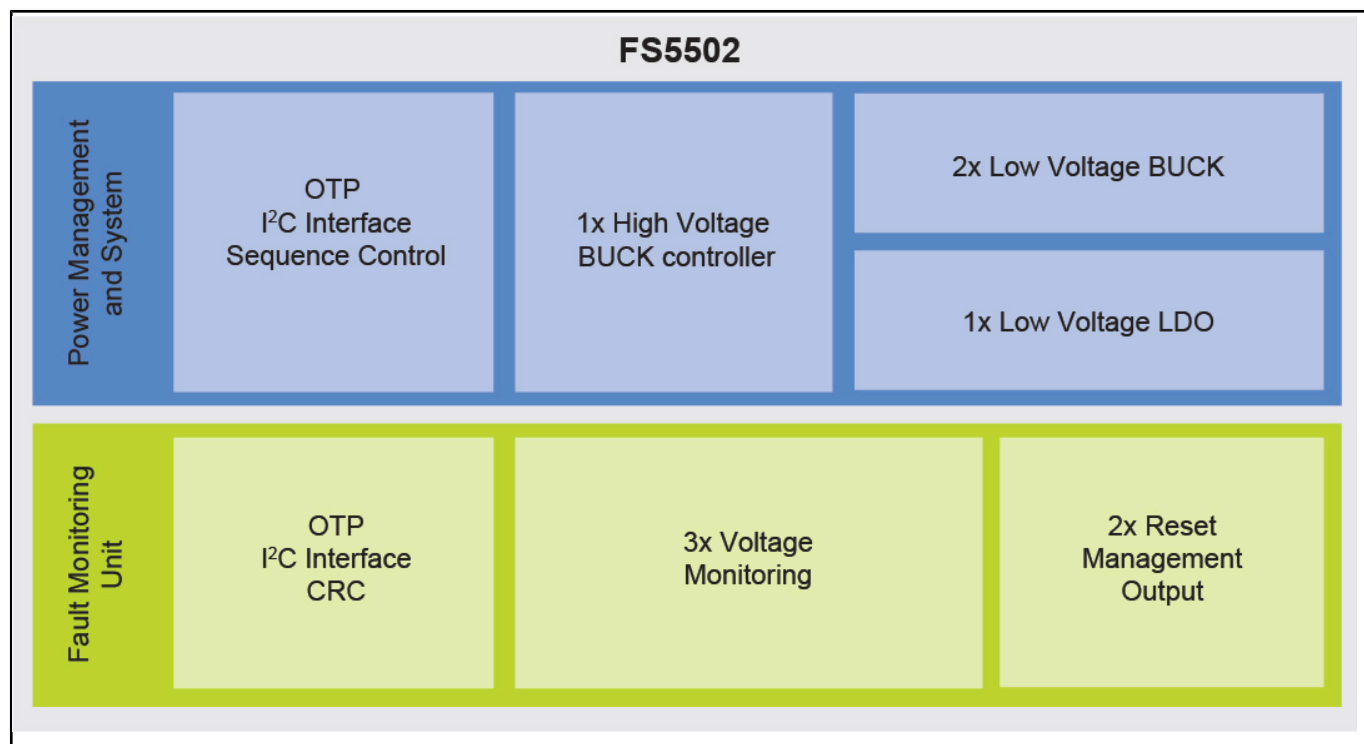 FS5502
Power Management
and System
OTP
I²C Interface
Sequence Control
1x High Voltage
BUCK controller
2x Low Voltage BUCK
1x Low Voltage LDO
Fault Monitoring
Unit
OTP
I²C Interface
CRC
3x Voltage
Monitoring
2x Reset
Management
Output